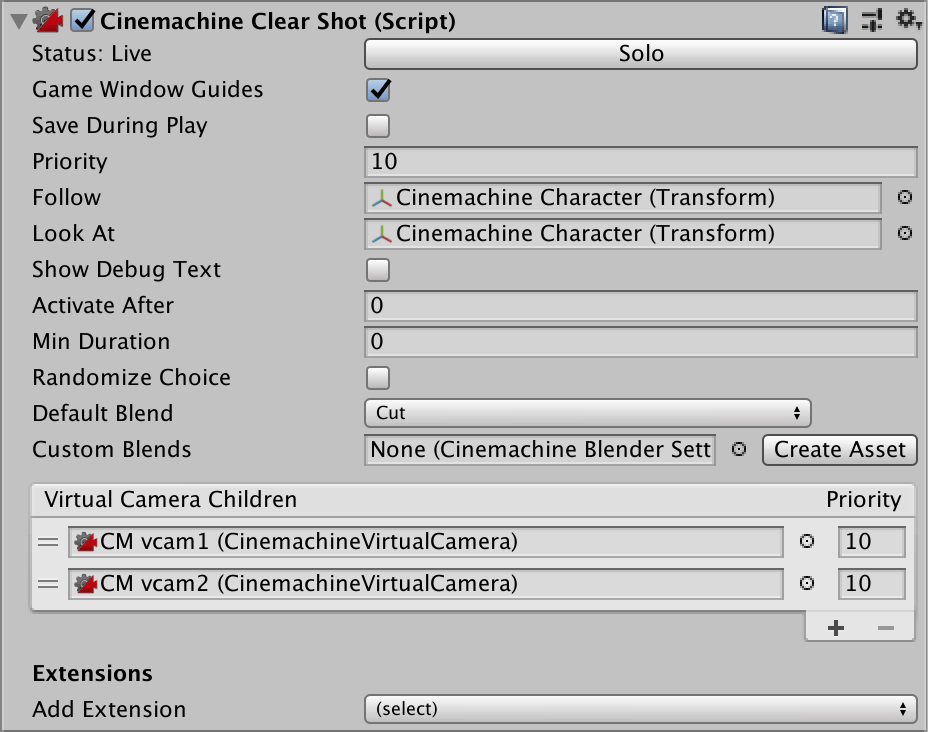 Cinemachine Clear Shot (Script)
Status: Live Solo
Game Window Guides
Save During Play
Priority 10
Follow Cinemachine Character (Transform)
Look At Cinemachine Character (Transform)
Show Debug Text
Activate After 0
Min Duration 0
Randomize Choice
Default Blend Cut
Custom Blends None (Cinemachine Blender Sett Create Asset
Virtual Camera Children Priority
CM vcam1 (CinemachineVirtualCamera) 10
CM vcam2 (CinemachineVirtualCamera) 10
Extensions
Add Extension (select)